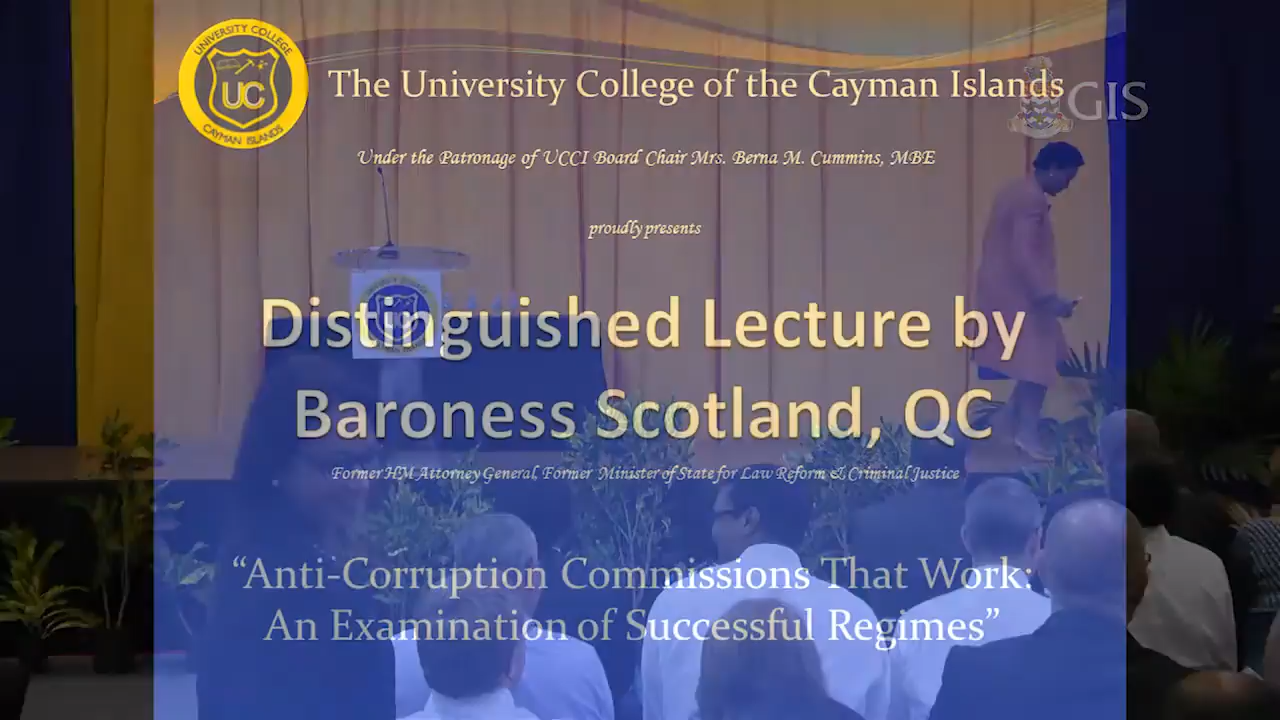 UNIVERSITY COLLEGE
UC
CAYMAN ISLANDS
The University College of the Cayman Islands
GIS
Under the Patronage of UCCI Board Chair Mrs. Berna M. Cummins, MBE
proudly presents
Distinguished Lecture by
Baroness Scotland, QC
Former HM Attorney General, Former Minister of State for Law Reform & Criminal Justice
“Anti-Corruption Commissions That Work:
An Examination of Successful Regimes”